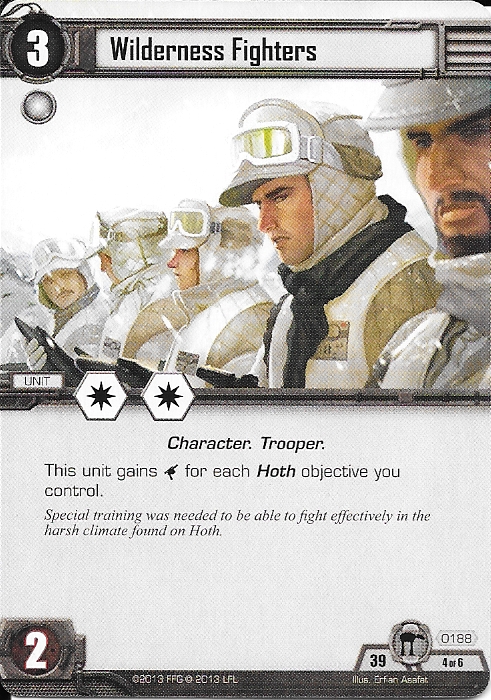 3
Wilderness Fighters
UNIT
Character. Trooper.
This unit gains for each Hoth objective you
control.
Special training was needed to be able to fight effectively in the
harsh climate found on Hoth.
2
39
0188
4 of 6
©2013 FFG © 2013 LFL
Illus. Erfian Asafat